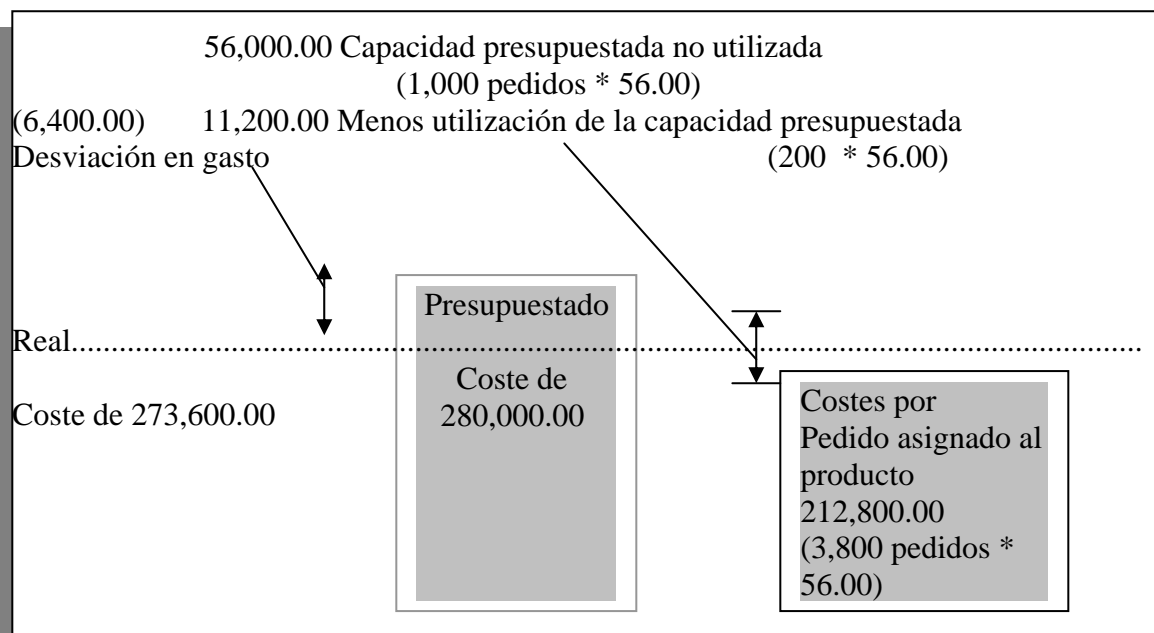 56,000.00 Capacidad presupuestada no utilizada
(1,000 pedidos * 56.00)
(6,400.00) 11,200.00 Menos utilización de la capacidad presupuestada
Desviación en gasto (200 * 56.00)
Presupuestado
Real..........................................................................................................................
Coste de
280,000.00
Coste de 273,600.00
Costes por
Pedido asignado al
producto
212,800.00
(3,800 pedidos *
56.00)